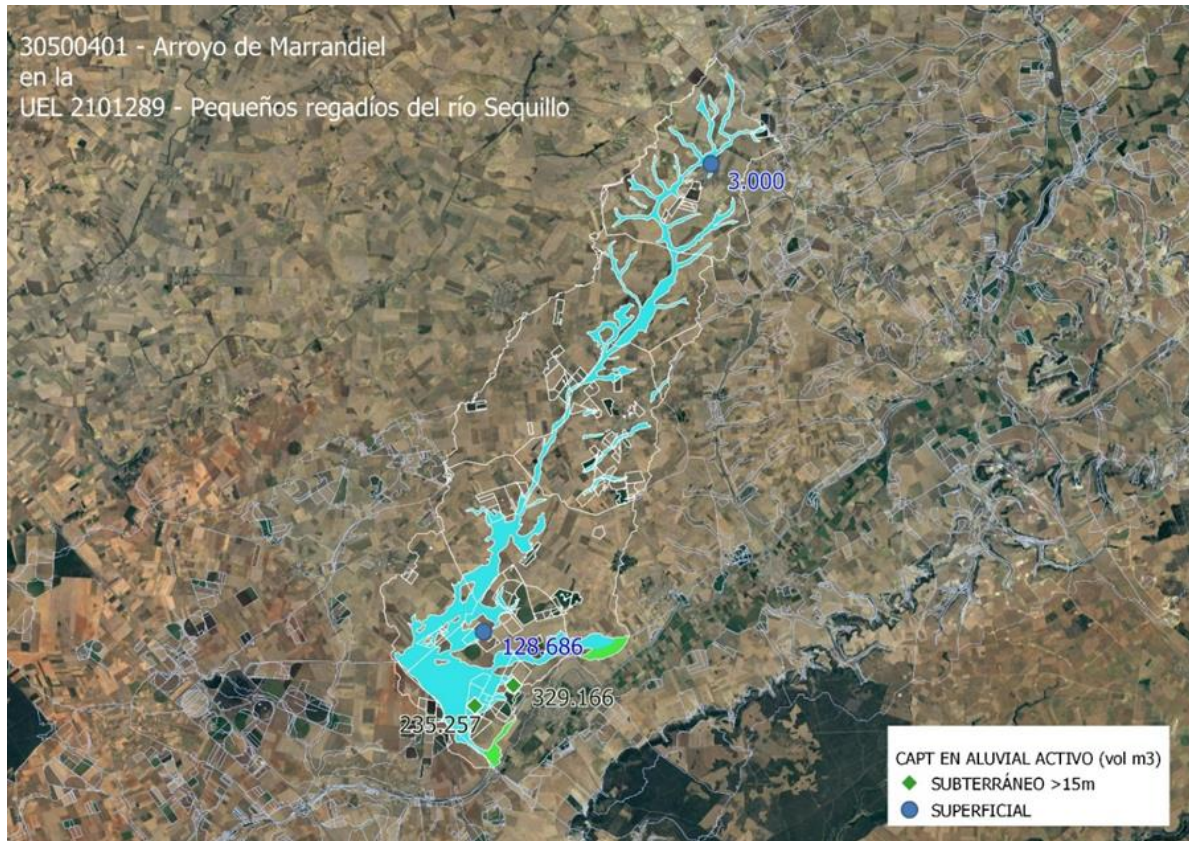 30500401 - Arroyo de Marrandiel
en la
UEL 2101289 - Pequeños regadíos del río Sequillo
3.000
128.686
329.166
235.257
CAPT EN ALUVIAL ACTIVO (vol m3)
SUBTERRÁNEO >15m
SUPERFICIAL